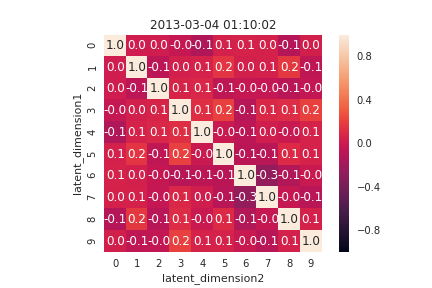 2013-03-04 01:10:02
latent_dimension1
0 1.0 0.0 0.0 -0.0 -0.1 0.1 0.1 0.0 -0.1 0.0
1 0.0 1.0 -0.1 0.0 0.1 0.2 0.0 0.1 0.2 -0.1
2 0.0 -0.1 1.0 0.1 0.1 -0.1 -0.0 -0.0 -0.1 -0.0
3 -0.0 0.0 0.1 1.0 0.1 0.2 -0.1 0.1 0.1 0.2
4 -0.1 0.1 0.1 0.1 1.0 -0.0 -0.1 0.0 -0.0 0.1
5 0.1 0.2 -0.1 0.2 -0.0 1.0 -0.1 -0.1 0.1 0.1
6 0.1 0.0 -0.0 -0.1 -0.1 -0.1 1.0 -0.3 -0.1 -0.0
7 0.0 0.1 -0.0 0.1 0.0 -0.1 -0.3 1.0 -0.0 -0.1
8 -0.1 0.2 -0.1 0.1 -0.0 0.1 -0.1 -0.0 1.0 0.1
9 0.0 -0.1 -0.0 0.2 0.1 0.1 -0.0 -0.1 0.1 1.0
0 1 2 3 4 5 6 7 8 9
latent_dimension2
0.8
0.4
0.0
-0.4
-0.8